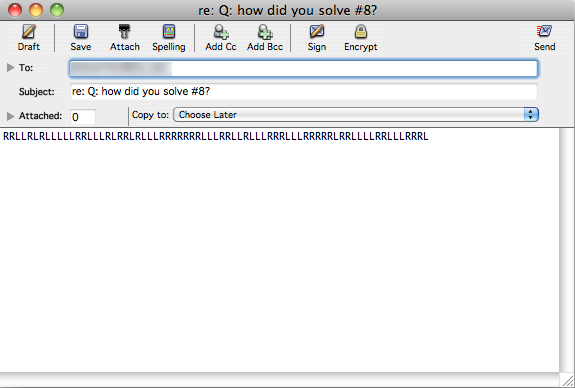 re: Q: how did you solve #8?
Draft Save Attach Spelling Add Cc Add Bcc Sign Encrypt Send
To:
Subject: re: Q: how did you solve #8?
Attached: 0 Copy to: Choose Later
RRLLRLRLLLLLRRLLLRLRRLRLLLRRRRRRRLLLRRLLRLLLRRRLLLRRRRRLRRLLLLRRLLLRRRL